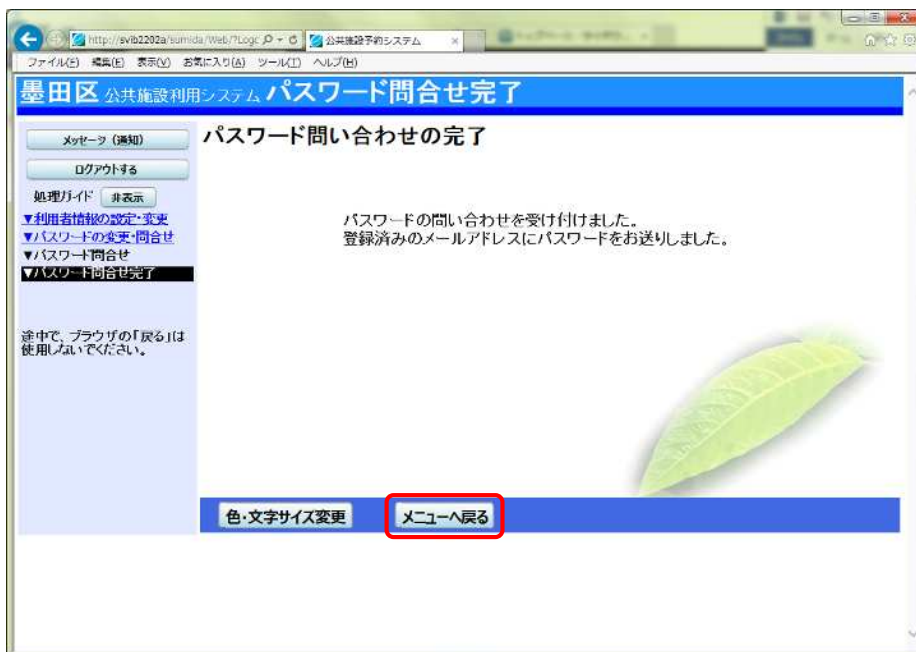 http://svib2202a/sumida/Web/?Logc
公共施設予約システム
ファイル(F) 編集(E) 表示(V) お気に入り(A) ツール(T) ヘルプ(H)
墨田区 公共施設利用システム パスワード問合せ完了
メッセージ (通知)
ログアウトする
処理ガイド 非表示
▼利用者情報の設定・変更
▼パスワードの変更・問合せ
▼パスワード問合せ
▼パスワード問合せ完了
途中で、ブラウザの「戻る」は
使用しないでください。
パスワード問い合わせの完了
パスワードの問い合わせを受け付けました。
登録済みのメールアドレスにパスワードをお送りしました。
色・文字サイズ変更
メニューへ戻る